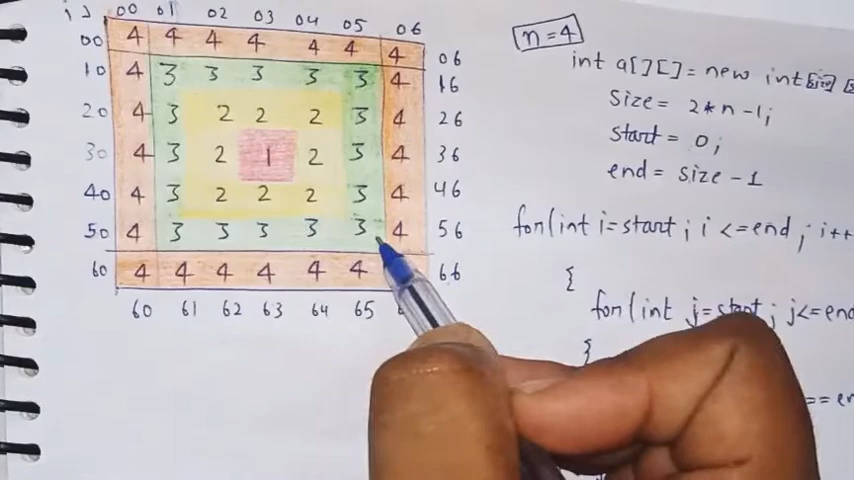 i j 00 01 02 03 04 05 06
00 4 4 4 4 4 4 4 06
10 4 3 3 3 3 3 4 16
20 4 3 2 2 2 3 4 26
30 4 3 2 1 2 3 4 36
40 4 3 2 2 2 3 4 46
50 4 3 3 3 3 3 4 56
60 4 4 4 4 4 4 66
60 61 62 63 64 65
n=4
int a[][]= new int[size]
Size= 2*n-1;
start= 0;
end= size-1
for(int i=start; i<=end; i++
{
for(int j=start; j<=end
{
==